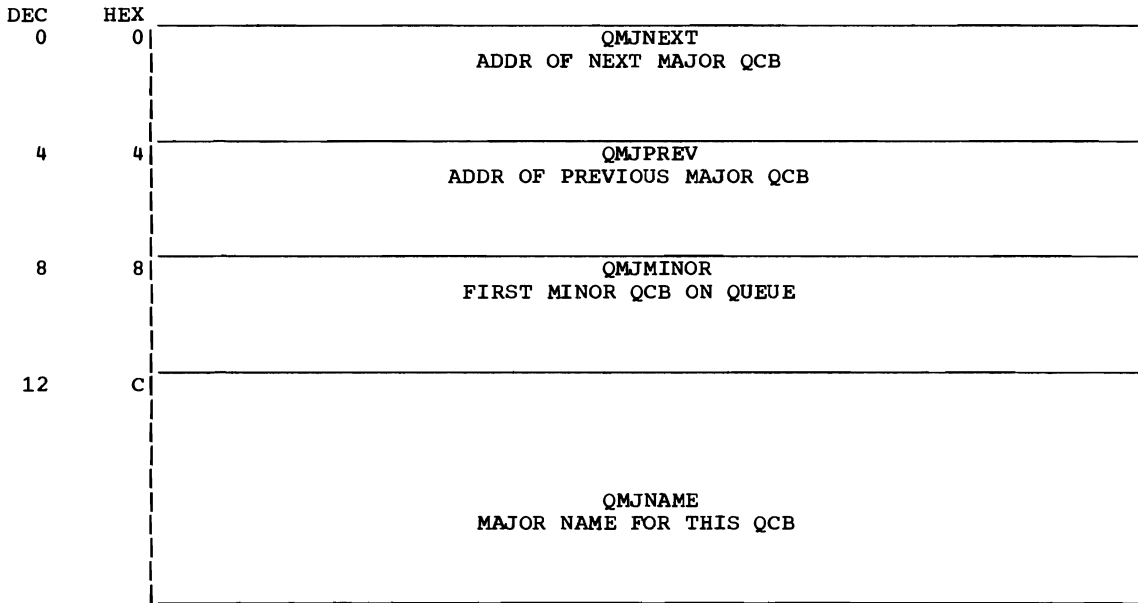 DEC HEX
0 0 QMJNEXT
ADDR OF NEXT MAJOR QCB
4 4 QMJPREV
ADDR OF PREVIOUS MAJOR QCB
8 8 QMJMINOR
FIRST MINOR QCB ON QUEUE
12 C
QMJNAME
MAJOR NAME FOR THIS QCB